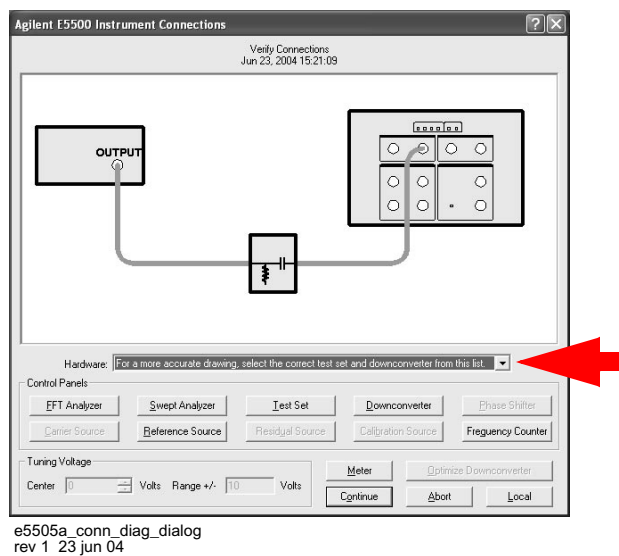 Agilent E5500 Instrument Connections
Verify Connections
Jun 23, 2004 15:21:09
OUTPUT
Hardware: For a more accurate drawing, select the correct test set and downconverter from this list.
Control Panels
FFT Analyzer Swept Analyzer Test Set Downconverter Phase Shifter
Carrier Source Reference Source Residual Source Calibration Source Frequency Counter
Tuning Voltage
Center 0 Volts Range +/- 10 Volts
Meter Optimize Downconverter
Continue Abort Local
e5505a_conn_diag_dialog
rev 1 23 jun 04